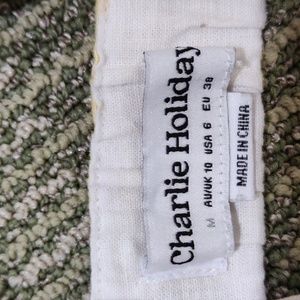 Charlie Holiday
M AU/UK 10 USA 6 EU 38
MADE IN CHINA